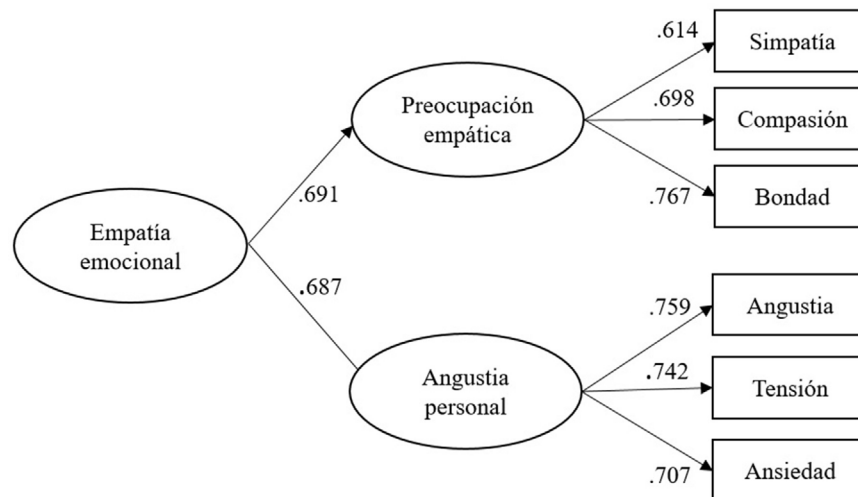 .614
Simpatía
Preocupación
empática
.698
Compasión
.767
Bondad
.691
Empatía
emocional
.687
.759
Angustia
Angustia
personal
.742
Tensión
.707
Ansiedad